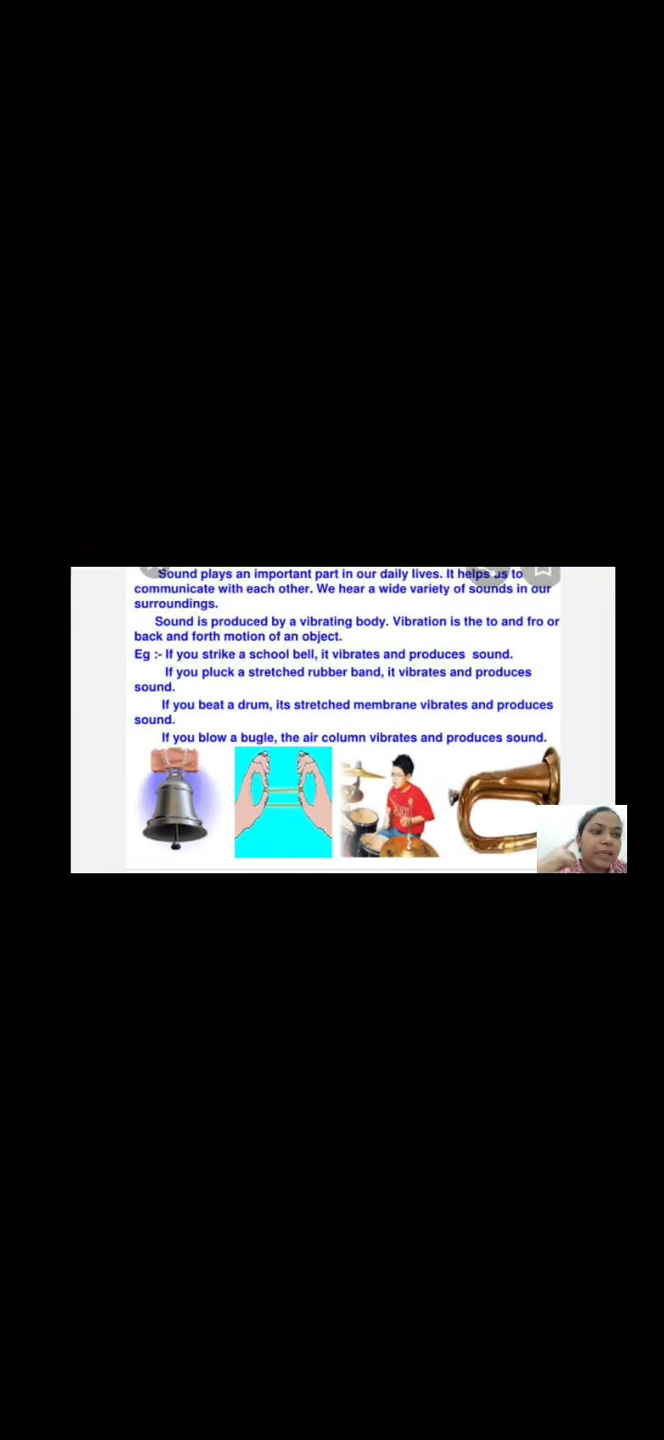 Sound plays an important part in our daily lives. It helps us to
communicate with each other. We hear a wide variety of sounds in our
surroundings.
Sound is produced by a vibrating body. Vibration is the to and fro or
back and forth motion of an object.
Eg :- If you strike a school bell, it vibrates and produces sound.
If you pluck a stretched rubber band, it vibrates and produces
sound.
If you beat a drum, its stretched membrane vibrates and produces
sound.
If you blow a bugle, the air column vibrates and produces sound.